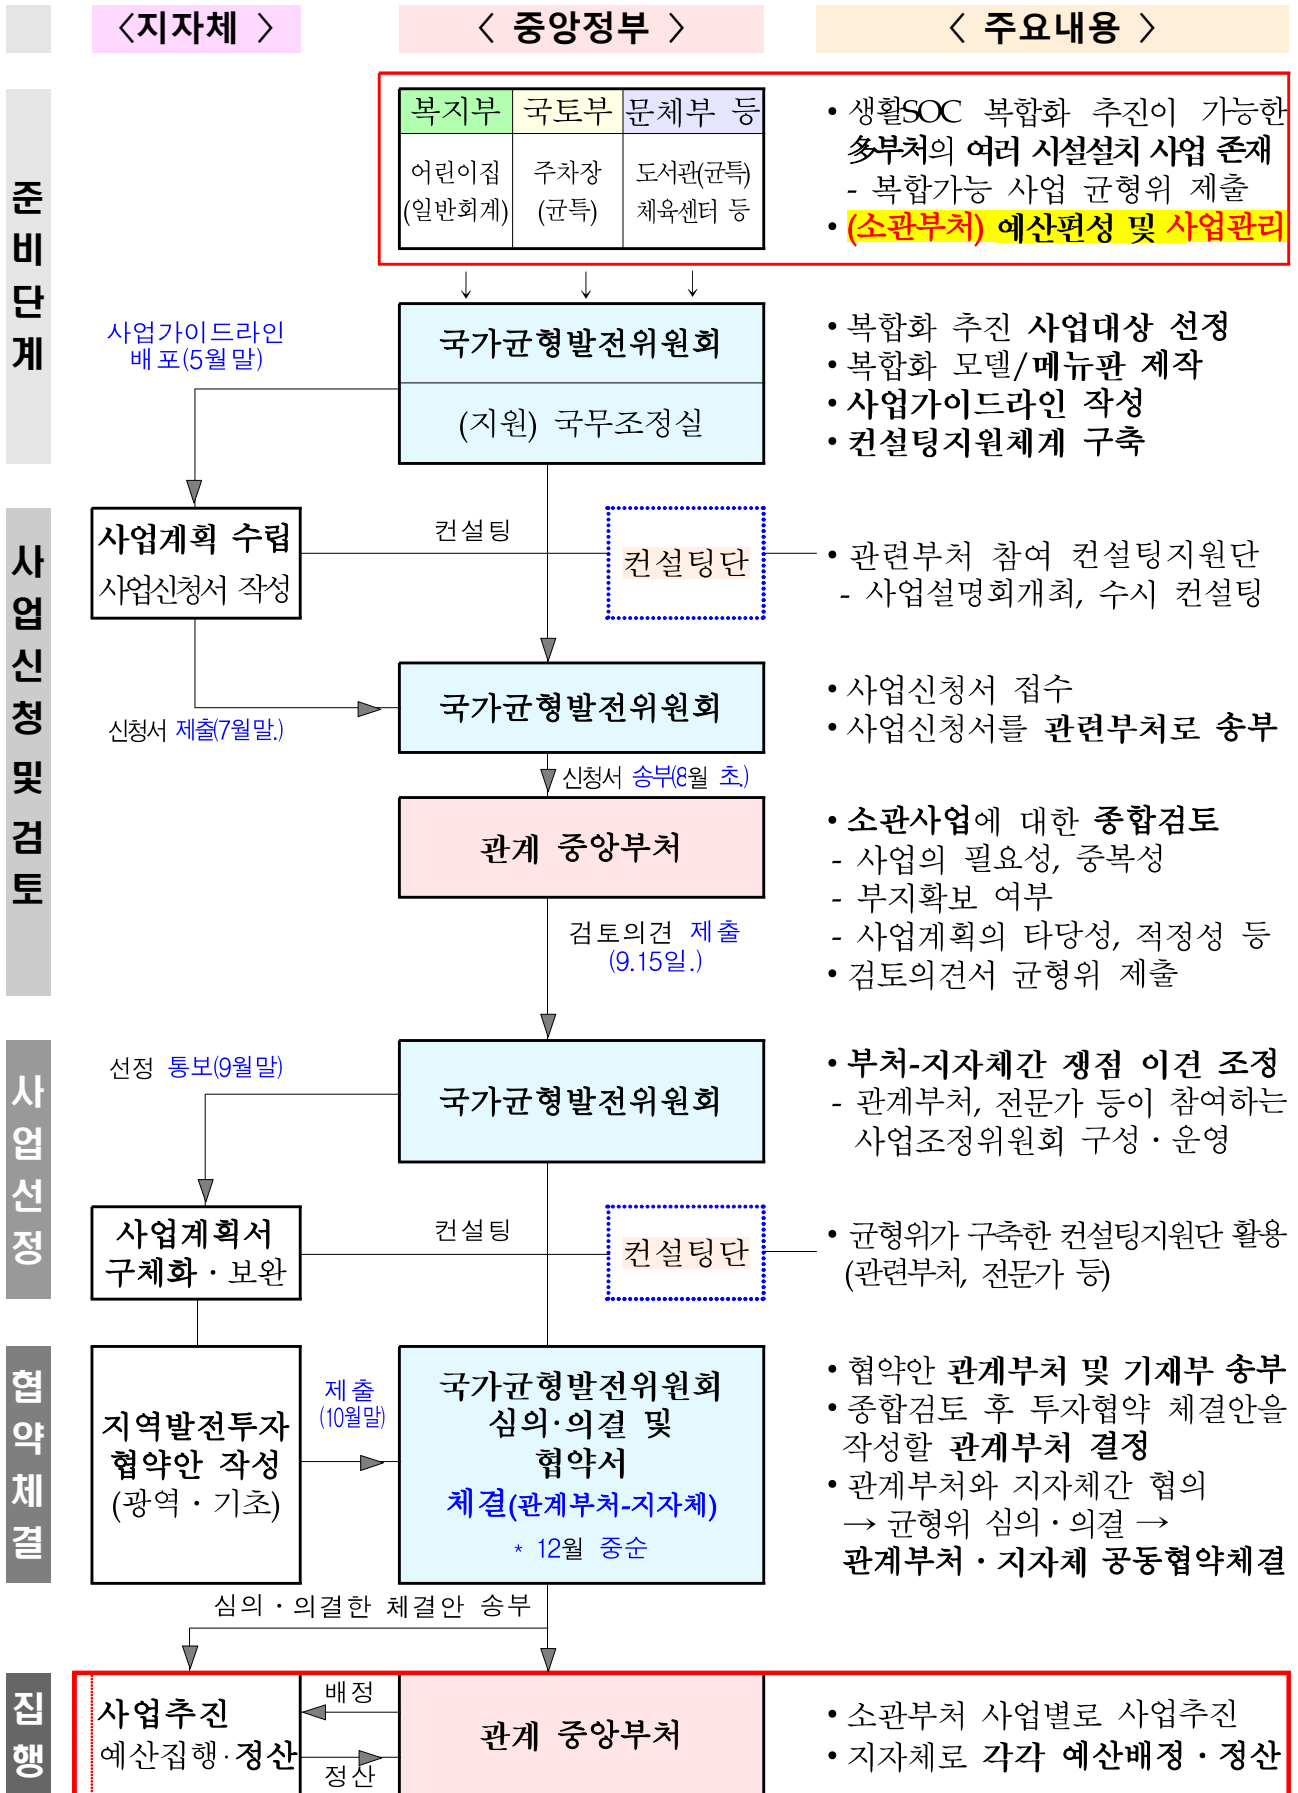 〈지자체 〉
〈 중앙정부 〉
〈 주요내용 〉
준비단계
복지부
국토부
문체부 등
어린이집
(일반회계)
주차장
(균특)
도서관(균특)
체육센터 등
• 생활SOC 복합화 추진이 가능한
多부처의 여러 시설설치 사업 존재
- 복합가능 사업 균형위 제출
• (소관부처) 예산편성 및 사업관리
사업가이드라인
배포(5월말)
국가균형발전위원회
(지원) 국무조정실
• 복합화 추진 사업대상 선정
• 복합화 모델/메뉴판 제작
• 사업가이드라인 작성
• 컨설팅지원체계 구축
사업신청 및 검토
사업계획 수립
사업신청서 작성
컨설팅
컨설팅단
• 관련부처 참여 컨설팅지원단
- 사업설명회개최, 수시 컨설팅
신청서 제출(7월말.)
국가균형발전위원회
• 사업신청서 접수
• 사업신청서를 관련부처로 송부
신청서 송부(8월 초.)
관계 중앙부처
• 소관사업에 대한 종합검토
- 사업의 필요성, 중복성
- 부지확보 여부
- 사업계획의 타당성, 적정성 등
• 검토의견서 균형위 제출
검토의견 제출
(9.15일.)
사업선정
선정 통보(9월말)
국가균형발전위원회
• 부처-지자체간 쟁점 이견 조정
- 관계부처, 전문가 등이 참여하는
사업조정위원회 구성·운영
사업계획서
구체화·보완
컨설팅
컨설팅단
• 균형위가 구축한 컨설팅지원단 활용
(관련부처, 전문가 등)
협약체결
지역발전투자
협약안 작성
(광역·기초)
제출
(10월말)
국가균형발전위원회
심의·의결 및
협약서
체결(관계부처-지자체)
* 12월 중순
• 협약안 관계부처 및 기재부 송부
• 종합검토 후 투자협약 체결안을
작성할 관계부처 결정
• 관계부처와 지자체간 협의
→ 균형위 심의·의결 →
관계부처·지자체 공동협약체결
심의·의결한 체결안 송부
집행
사업추진
예산집행·정산
배정
정산
관계 중앙부처
• 소관부처 사업별로 사업추진
• 지자체로 각각 예산배정·정산